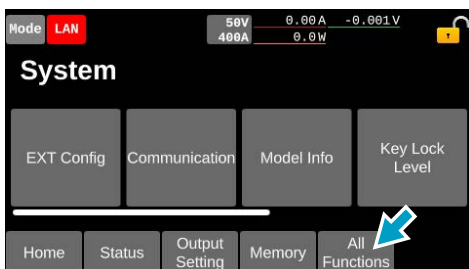 Mode LAN 50V 400A 0.00A -0.001V 0.0W
System
EXT Config
Communication
Model Info
Key Lock
Level
Home
Status
Output
Setting
Memory
All
Functions